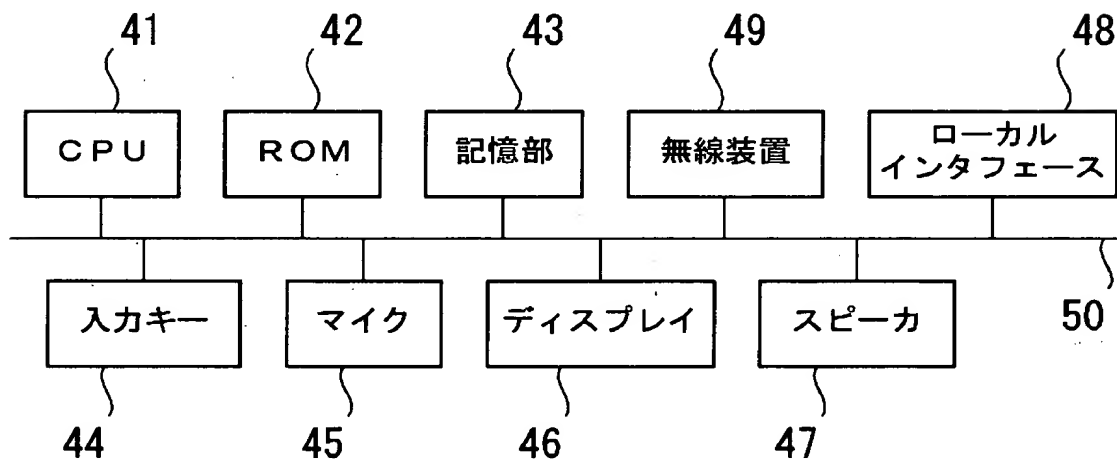 41
42
43
49
48
CPU
ROM
記憶部
無線装置
ローカル
インタフェース
入力キー
マイク
ディスプレイ
スピーカ
50
44
45
46
47